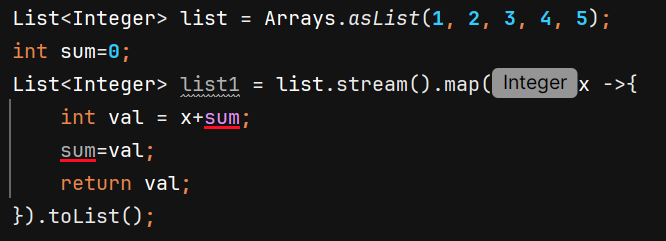 List<Integer> list = Arrays.asList(1, 2, 3, 4, 5);
int sum=0;
List<Integer> list1 = list.stream().map( Integer x ->{
int val = x+sum;
sum=val;
return val;
}).toList();